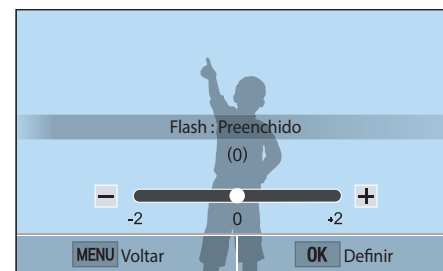 Flash : Preenchido
(0)
- +
-2 0 +2
MENU Voltar OK Definir